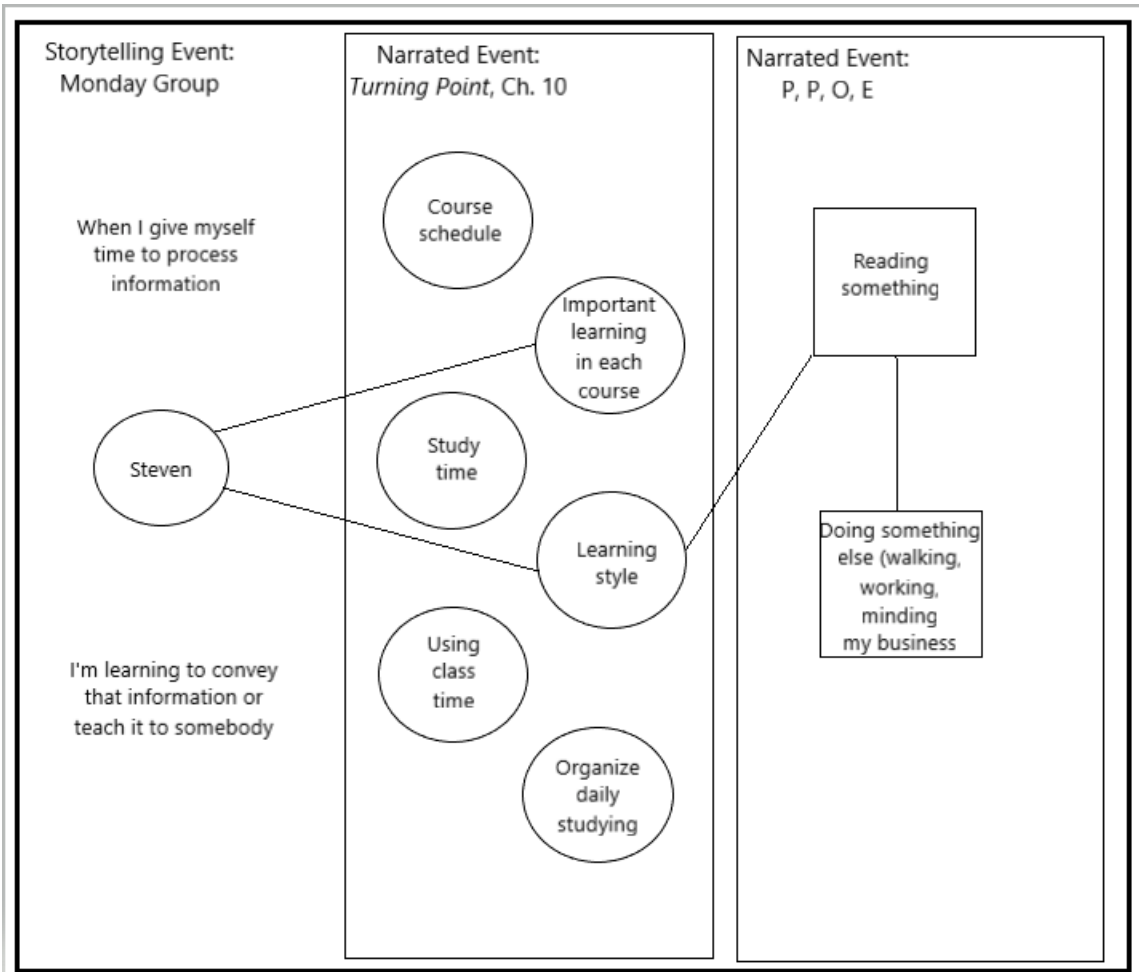 Storytelling Event:
Monday Group
When I give myself
time to process
information
Steven
I'm learning to convey
that information or
teach it to somebody
Narrated Event:
Turning Point, Ch. 10
Course
schedule
Important
learning
in each
course
Study
time
Learning
style
Using
class
time
Organize
daily
studying
Narrated Event:
P, P, O, E
Reading
something
Doing something
else (walking,
working,
minding
my business